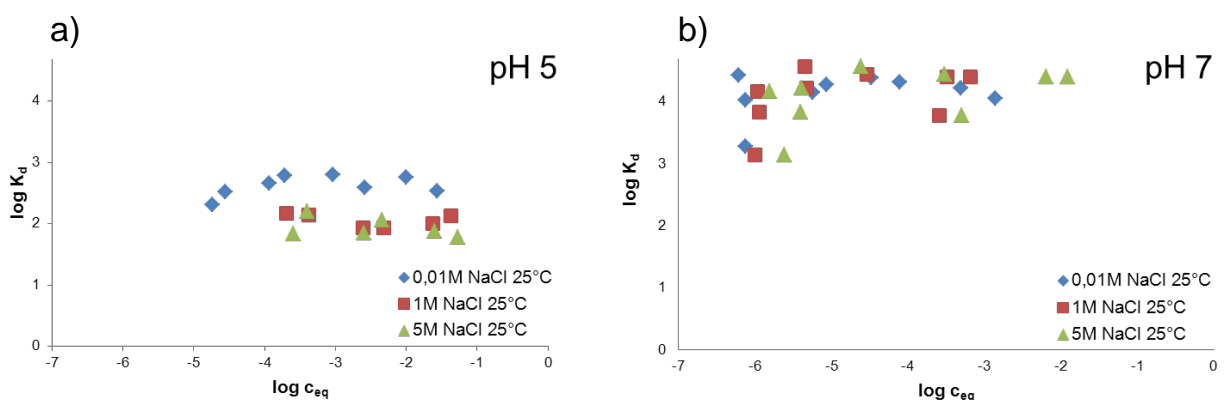 a)
pH 5
log Kd
4
3
2
1
0
-7 -6 -5 -4 -3 -2 -1 0
log ceq
0,01M NaCl 25°C
1M NaCl 25°C
5M NaCl 25°C
b)
pH 7
log Kd
4
3
2
1
0
-7 -6 -5 -4 -3 -2 -1 0
log ceq
0,01M NaCl 25°C
1M NaCl 25°C
5M NaCl 25°C